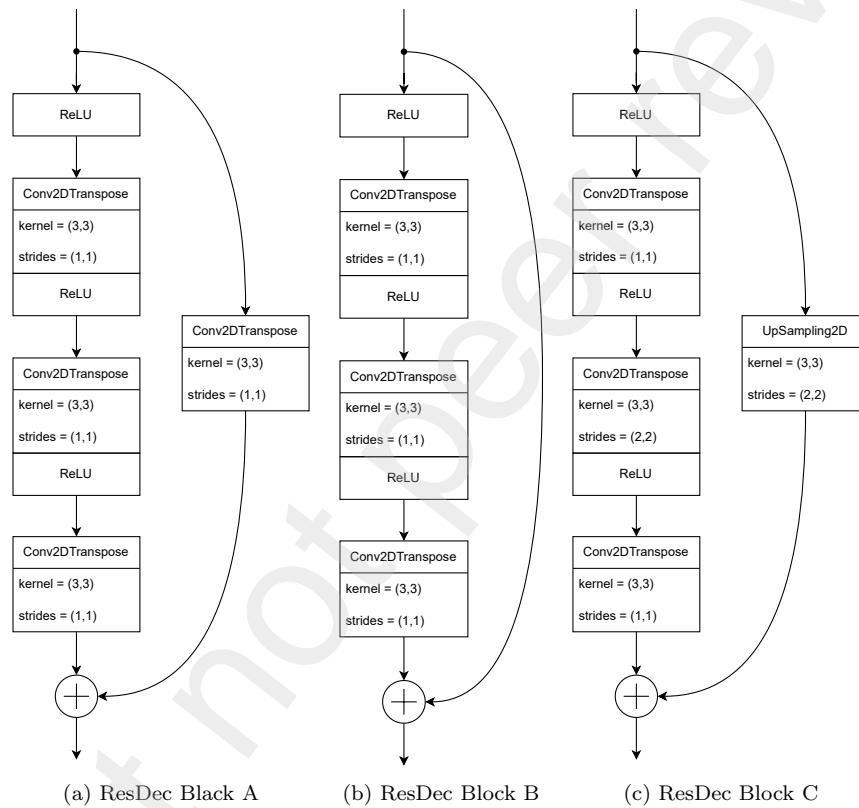 ReLU
Conv2DTranspose
kernel = (3,3)
strides = (1,1)
ReLU
Conv2DTranspose
kernel = (3,3)
strides = (1,1)
ReLU
Conv2DTranspose
kernel = (3,3)
strides = (1,1)
Conv2DTranspose
kernel = (3,3)
strides = (1,1)
(a) ResDec Black A
ReLU
Conv2DTranspose
kernel = (3,3)
strides = (1,1)
ReLU
Conv2DTranspose
kernel = (3,3)
strides = (1,1)
ReLU
Conv2DTranspose
kernel = (3,3)
strides = (1,1)
(b) ResDec Block B
ReLU
Conv2DTranspose
kernel = (3,3)
strides = (1,1)
ReLU
Conv2DTranspose
kernel = (3,3)
strides = (2,2)
ReLU
Conv2DTranspose
kernel = (3,3)
strides = (1,1)
UpSampling2D
kernel = (3,3)
strides = (2,2)
(c) ResDec Block C
not peer